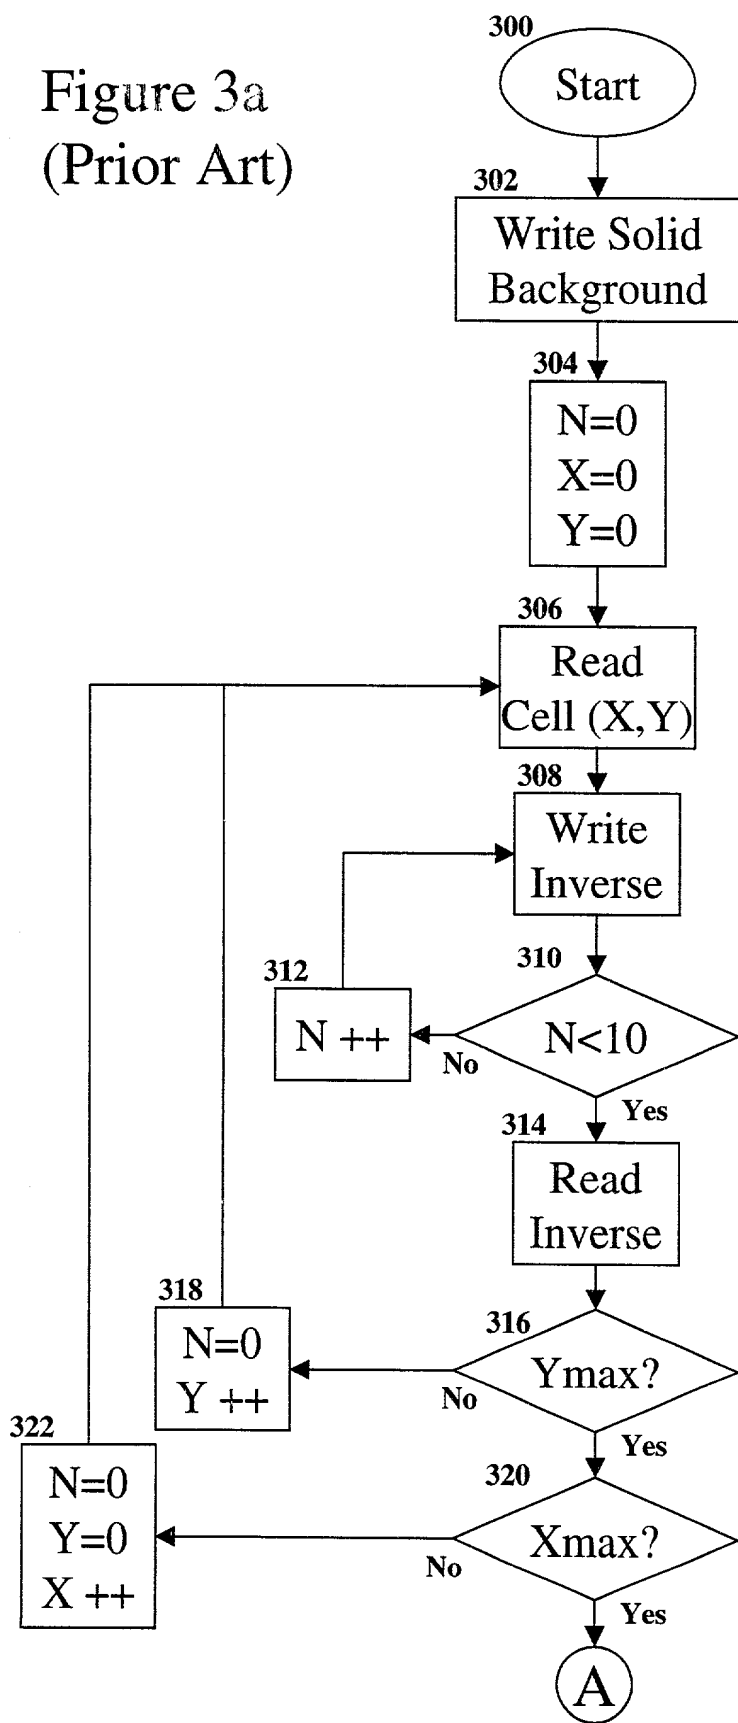 Figure 3a
(Prior Art)
300
Start
302
Write Solid
Background
304
N=0
X=0
Y=0
306
Read
Cell (X,Y)
308
Write
Inverse
310
N<10
No
Yes
312
N ++
314
Read
Inverse
316
Ymax?
No
Yes
318
N=0
Y ++
320
Xmax?
No
Yes
322
N=0
Y=0
X ++
A